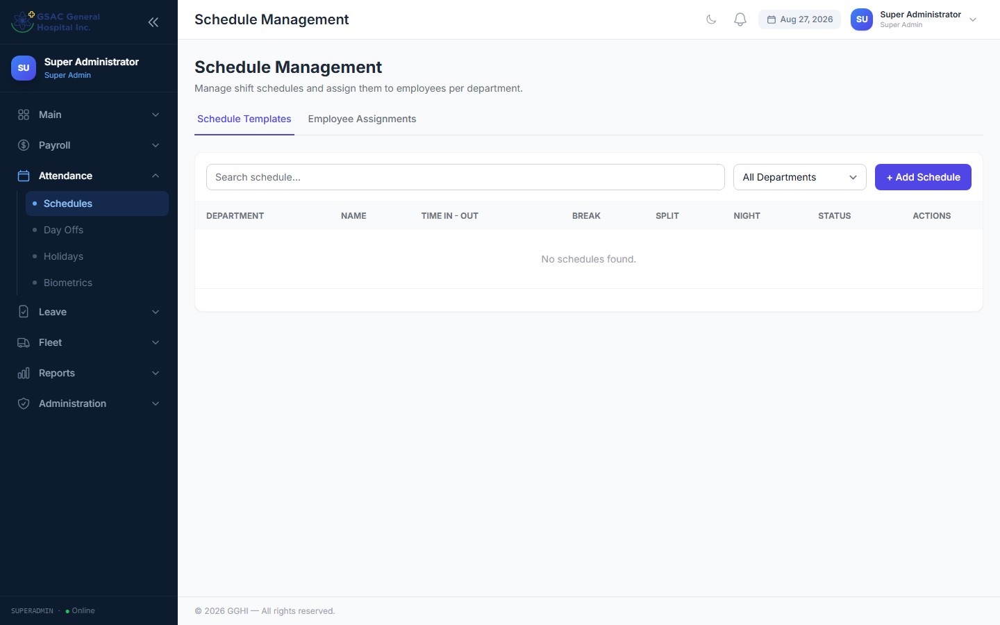 GSAC General
Hospital Inc.
SU
Super Administrator
Super Admin
Main
Payroll
Attendance
Schedules
Day Offs
Holidays
Biometrics
Leave
Fleet
Reports
Administration
SUPERADMIN · Online
Schedule Management
Aug 27, 2026
SU
Super Administrator
Super Admin
Schedule Management
Manage shift schedules and assign them to employees per department.
Schedule Templates Employee Assignments
Search schedule... All Departments + Add Schedule
DEPARTMENT NAME TIME IN - OUT BREAK SPLIT NIGHT STATUS ACTIONS
No schedules found.
© 2026 GGHI — All rights reserved.